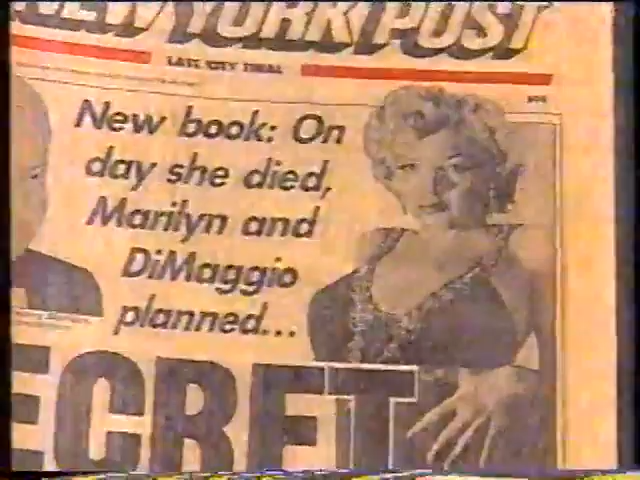 NEW YORK POST
LATE CITY FINAL
New book: On
day she died,
Marilyn and
DiMaggio
planned...
ECRET